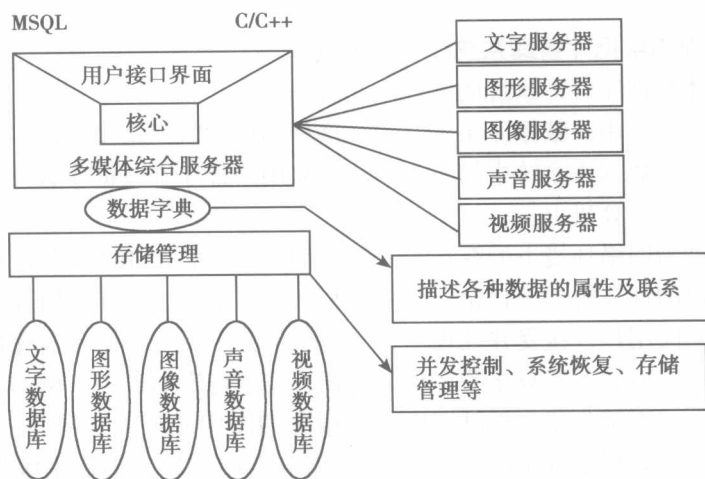 MSQL C/C++
用户接口界面
核心
多媒体综合服务器
数据字典
存储管理
文字数据库
图形数据库
图像数据库
声音数据库
视频数据库
文字服务器
图形服务器
图像服务器
声音服务器
视频服务器
描述各种数据的属性及联系
并发控制、系统恢复、存储
管理等